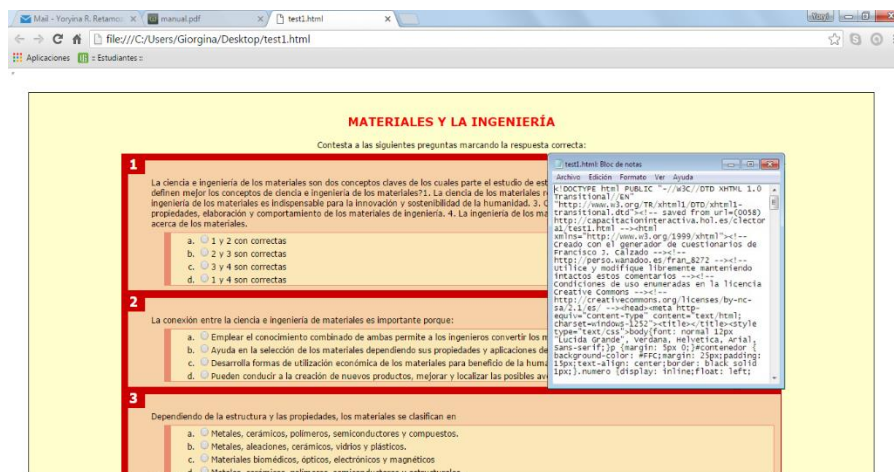 Mail - Yoryina R. Retamo
manual.pdf
test1.html
Yoryi
file:///C:/Users/Giorgina/Desktop/test1.html
Aplicaciones
:: Estudiantes ::
MATERIALES Y LA INGENIERÍA
Contesta a las siguientes preguntas marcando la respuesta correcta:
1
La ciencia e ingeniería de los materiales son dos conceptos claves de los cuales parte el estudio de est
definen mejor los conceptos de ciencia e ingeniería de los materiales?1. La ciencia de los materiales n
ingeniería de los materiales es indispensable para la innovación y sostenibilidad de la humanidad. 3. C
propiedades, elaboración y comportamiento de los materiales de ingeniería. 4. La ingeniería de los ma
acerca de los materiales.
a. 1 y 2 con correctas
b. 2 y 3 son correctas
c. 3 y 4 son correctas
d. 1 y 4 son correctas
2
La conexión entre la ciencia e ingeniería de materiales es importante porque:
a. Emplear el conocimiento combinado de ambas permite a los ingenieros convertir los m
b. Ayuda en la selección de los materiales dependiendo sus propiedades y aplicaciones de
c. Desarrolla formas de utilización económica de los materiales para beneficio de la huma
d. Pueden conducir a la creación de nuevos productos, mejorar y localizar las posibles av
3
Dependiendo de la estructura y las propiedades, los materiales se clasifican en
a. Metales, cerámicos, polímeros, semiconductores y compuestos.
b. Metales, aleaciones, cerámicos, vidrios y plásticos.
c. Materiales biomédicos, ópticos, electrónicos y magnéticos
d. Metales, cerámicos, polímeros, semiconductores y estructurales
test1.html: Bloc de notas
Archivo Edición Formato Ver Ayuda
<!DOCTYPE html PUBLIC "-//W3C//DTD XHTML 1.0
Transitional//EN"
"http://www.w3.org/TR/xhtml1/DTD/xhtml1-
transitional.dtd"><!-- saved from url=(0058)
http://capacitacioninteractiva.hol.es/clector
a1/test1.html --><html
xmlns="http://www.w3.org/1999/xhtml"><!--
Creado con el generador de cuestionarios de
Francisco J. Calzado --><!--
http://perso.wanadoo.es/fran_8272 --><!--
Utilice y modifique libremente manteniendo
intactos estos comentarios --><!--
Condiciones de uso enumeradas en la licencia
Creative Commons --><!--
http://creativecommons.org/licenses/by-nc-
sa/2.1/es/ --><head><meta http-
equiv="Content-Type" content="text/html;
charset=windows-1252"><title></title><style
type="text/css">body{font: normal 12px
"Lucida Grande", Verdana, Helvetica, Arial,
Sans-serif;}p {margin: 5px 0;}#contenedor {
background-color: #FFC;margin: 25px;padding:
15px;text-align: center;border: black solid
1px;}.numero {display: inline;float: left;